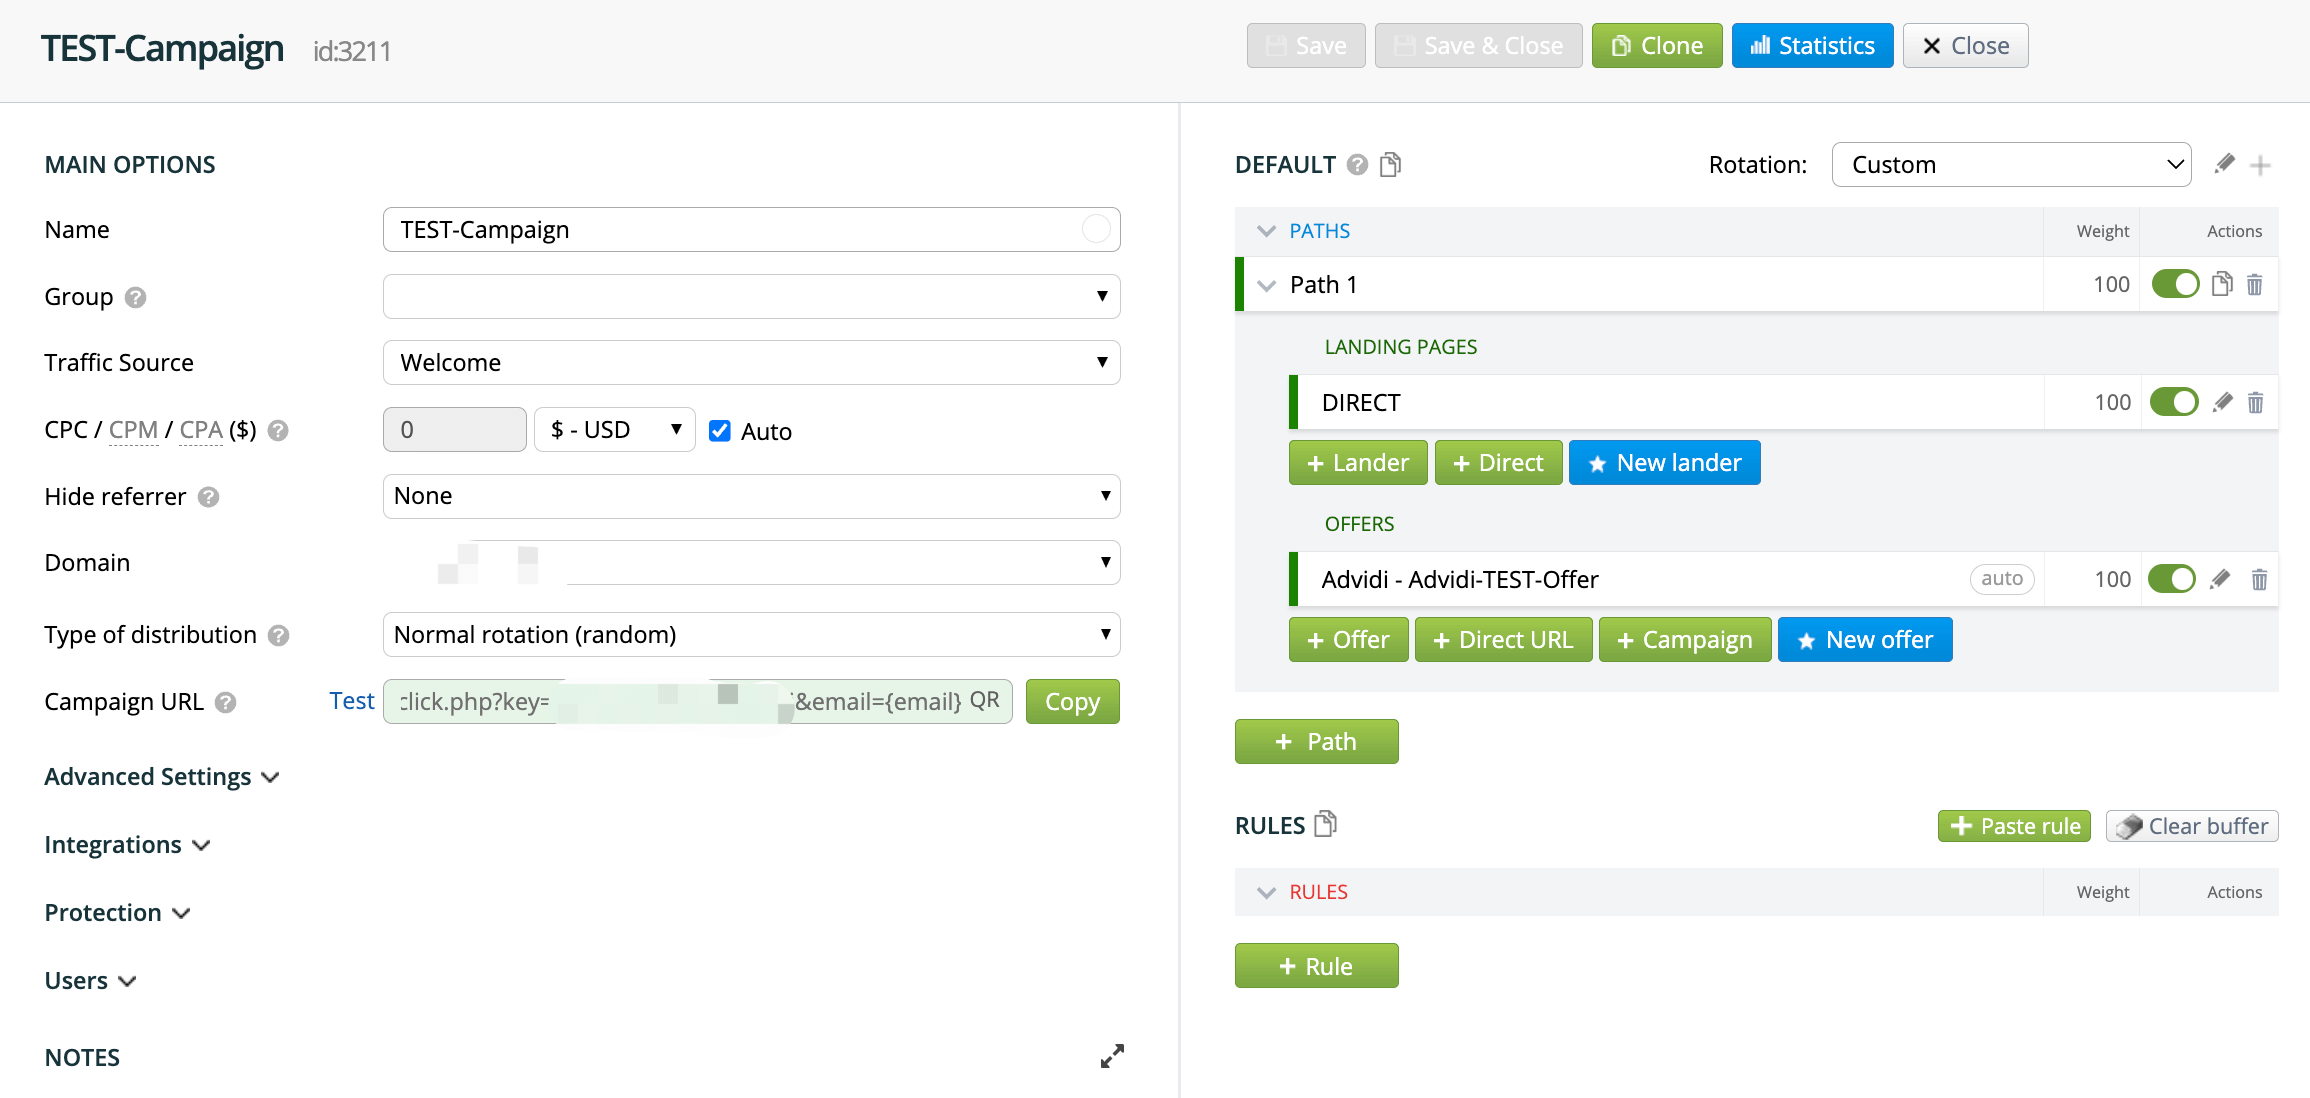 TEST-Campaign id:3211
Save
Save & Close
Clone
Statistics
Close
MAIN OPTIONS
Name
TEST-Campaign
Group
Traffic Source
Welcome
CPC / CPM / CPA ($)
0
$ - USD
Auto
Hide referrer
None
Domain
Type of distribution
Normal rotation (random)
Campaign URL
Test
click.php?key=
&email={email}
QR
Copy
Advanced Settings
Integrations
Protection
Users
NOTES
DEFAULT
Rotation:
Custom
PATHS
Weight
Actions
Path 1
100
LANDING PAGES
DIRECT
100
+ Lander
+ Direct
New lander
OFFERS
Advidi - Advidi-TEST-Offer
auto
100
+ Offer
+ Direct URL
+ Campaign
New offer
+ Path
RULES
+ Paste rule
Clear buffer
RULES
Weight
Actions
+ Rule